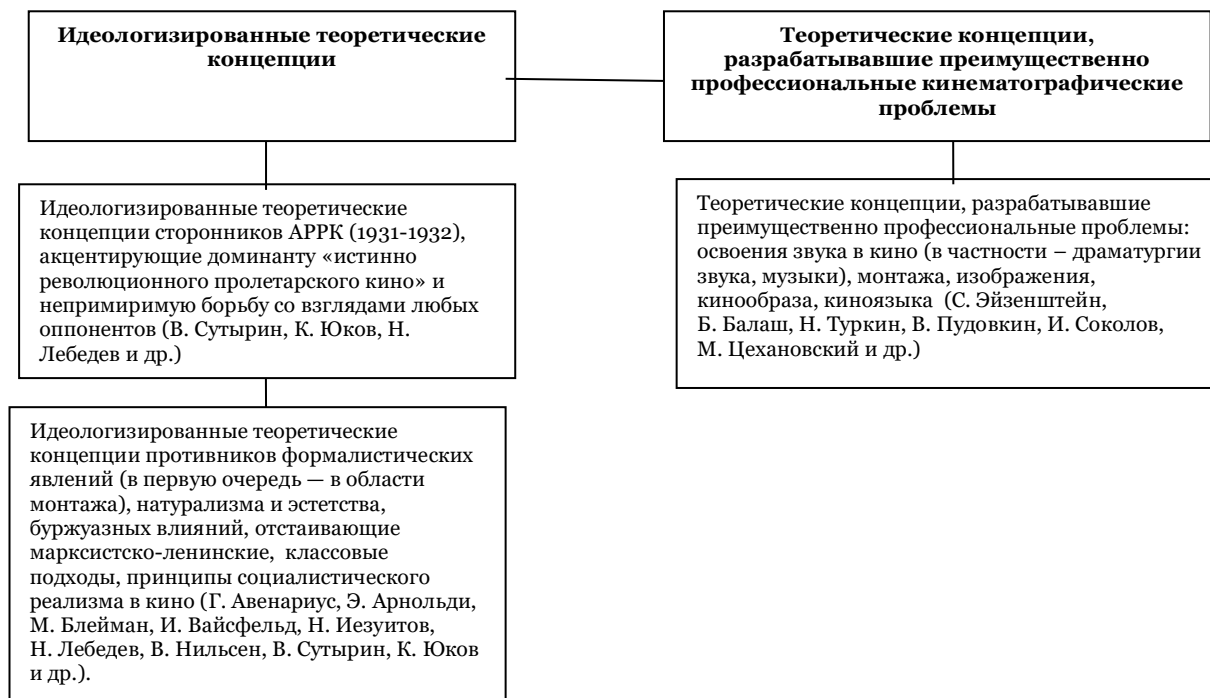 Идеологизированные теоретические
концепции
Теоретические концепции,
разрабатывавшие преимущественно
профессиональные кинематографические
проблемы
Идеологизированные теоретические
концепции сторонников АРРК (1931-1932),
акцентирующие доминанту «истинно
революционного пролетарского кино» и
непримиримую борьбу со взглядами любых
оппонентов (В. Сутырин, К. Юков, Н.
Лебедев и др.)
Теоретические концепции, разрабатывавшие
преимущественно профессиональные проблемы:
освоения звука в кино (в частности – драматургии
звука, музыки), монтажа, изображения,
кинообраза, киноязыка (С. Эйзенштейн,
Б. Балаш, Н. Туркин, В. Пудовкин, И. Соколов,
М. Цехановский и др.)
Идеологизированные теоретические
концепции противников формалистических
явлений (в первую очередь — в области
монтажа), натурализма и эстетства,
буржуазных влияний, отстаивающие
марксистско-ленинские, классовые
подходы, принципы социалистического
реализма в кино (Г. Авенариус, Э. Арнольди,
М. Блейман, И. Вайсфельд, Н. Иезуитов,
Н. Лебедев, В. Нильсен, В. Сутырин, К. Юков
и др.).